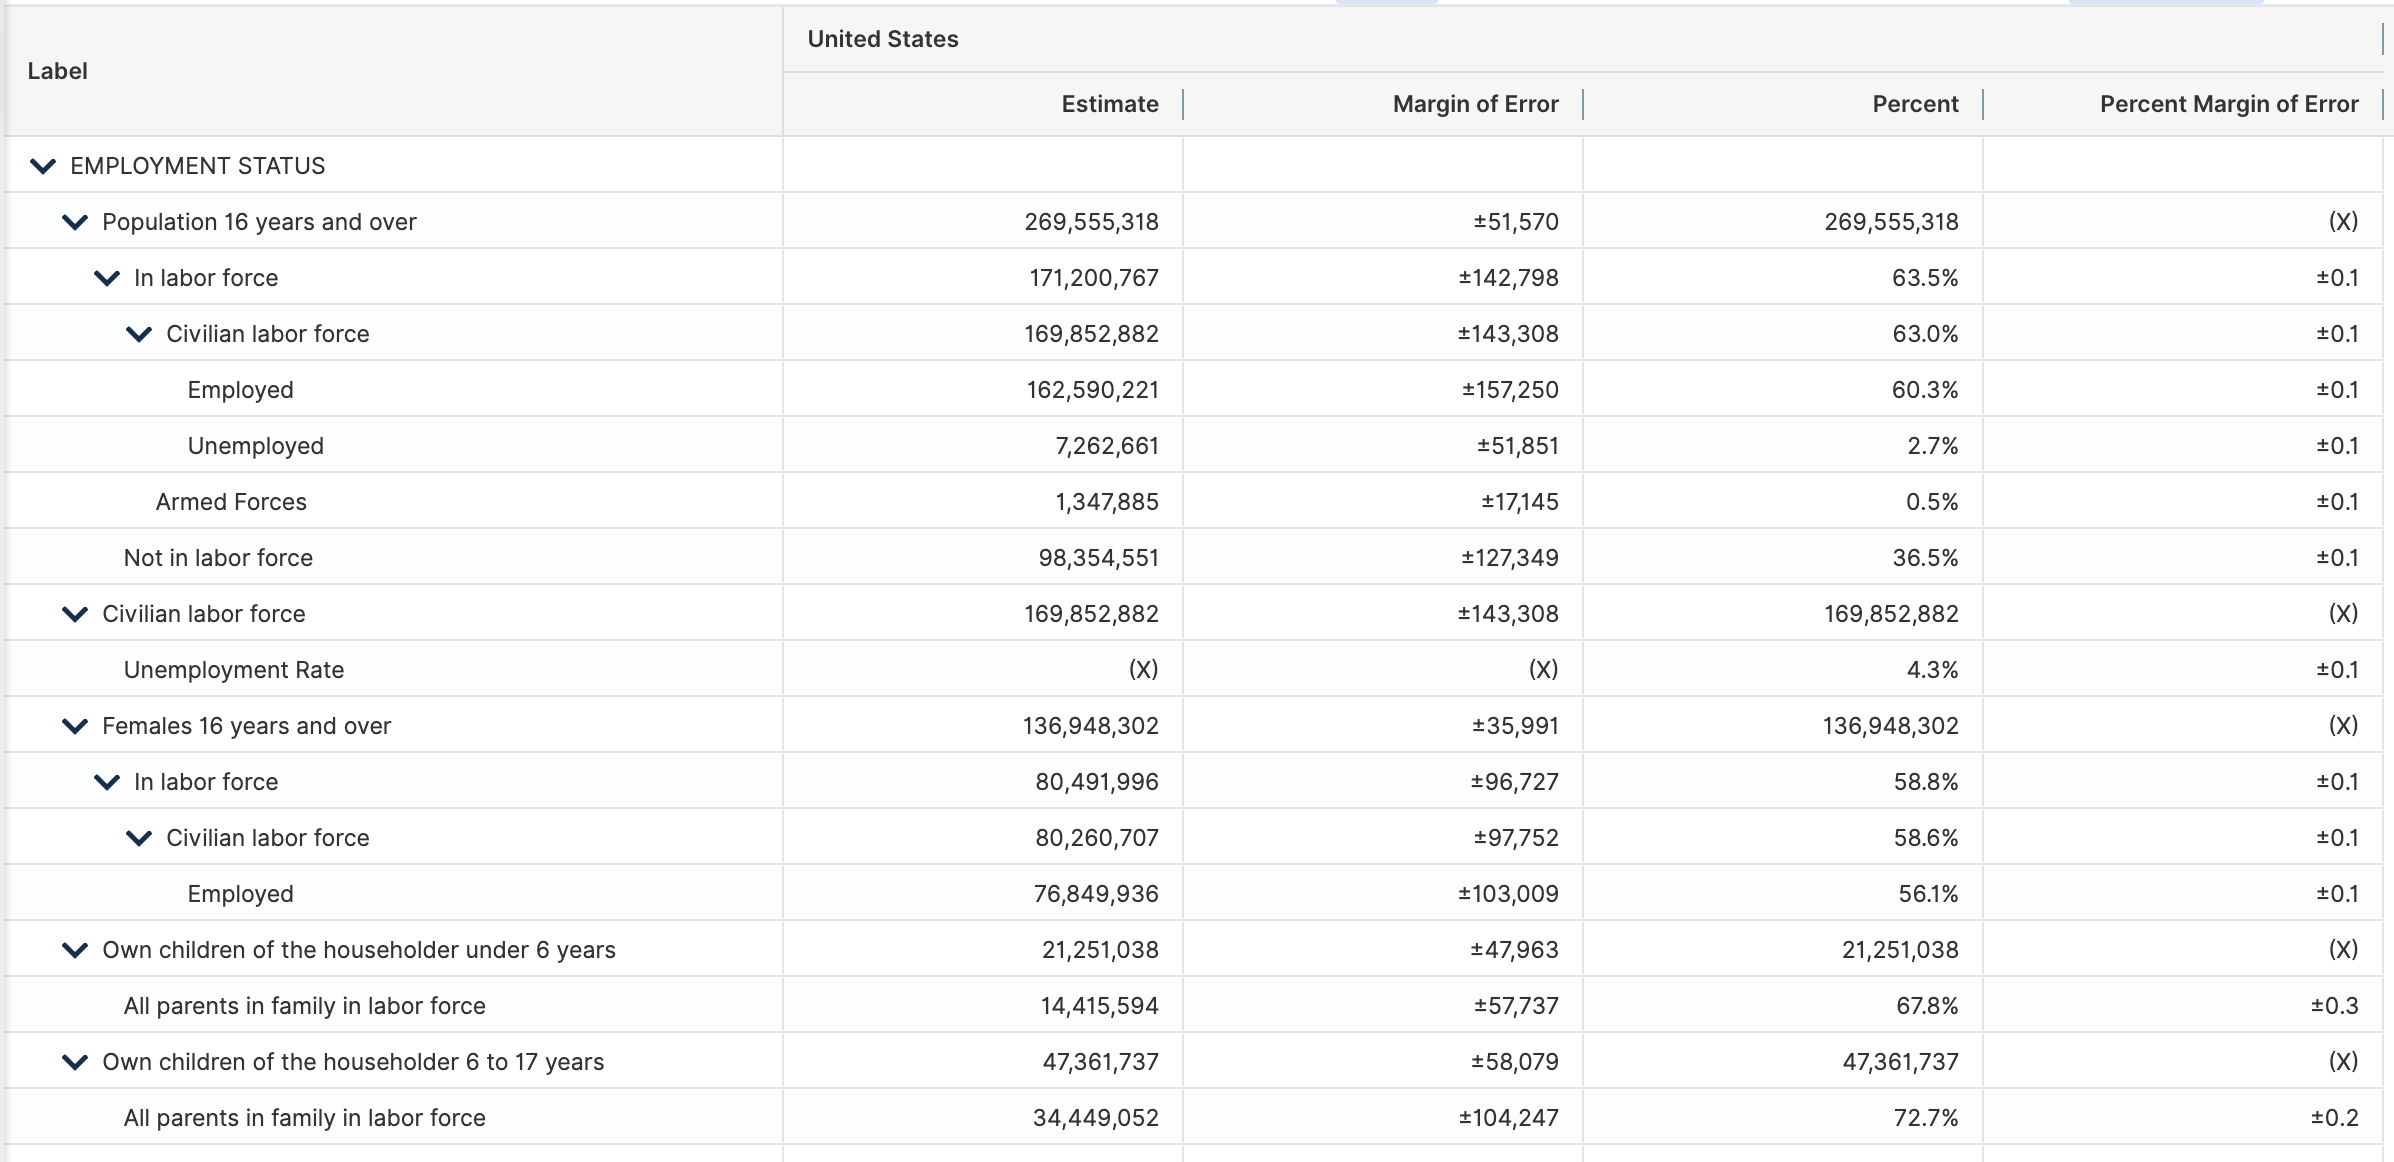 Label
United States
Estimate Margin of Error Percent Percent Margin of Error
EMPLOYMENT STATUS
Population 16 years and over 269,555,318 ±51,570 269,555,318 (X)
In labor force 171,200,767 ±142,798 63.5% ±0.1
Civilian labor force 169,852,882 ±143,308 63.0% ±0.1
Employed 162,590,221 ±157,250 60.3% ±0.1
Unemployed 7,262,661 ±51,851 2.7% ±0.1
Armed Forces 1,347,885 ±17,145 0.5% ±0.1
Not in labor force 98,354,551 ±127,349 36.5% ±0.1
Civilian labor force 169,852,882 ±143,308 169,852,882 (X)
Unemployment Rate (X) (X) 4.3% ±0.1
Females 16 years and over 136,948,302 ±35,991 136,948,302 (X)
In labor force 80,491,996 ±96,727 58.8% ±0.1
Civilian labor force 80,260,707 ±97,752 58.6% ±0.1
Employed 76,849,936 ±103,009 56.1% ±0.1
Own children of the householder under 6 years 21,251,038 ±47,963 21,251,038 (X)
All parents in family in labor force 14,415,594 ±57,737 67.8% ±0.3
Own children of the householder 6 to 17 years 47,361,737 ±58,079 47,361,737 (X)
All parents in family in labor force 34,449,052 ±104,247 72.7% ±0.2